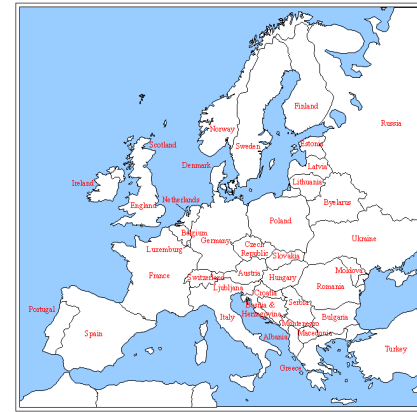 Finland
Norway
Russia
Scotland
Sweden
Estonia
Denmark
Latvia
Ireland
Lithuania
Netherlands
England
Byelarus
Poland
Belgium
Ukraine
Germany
Luxemburg
Czech
Republic
Slovakia
France
Switzerland
Austria
Hungary
Moldova
Ljubljana
Croatia
Romania
Portugal
Bosnia &
Herzegovina
Serbia
Italy
Montenegro
Bulgaria
Spain
Macedonia
Albania
Turkey
Greece